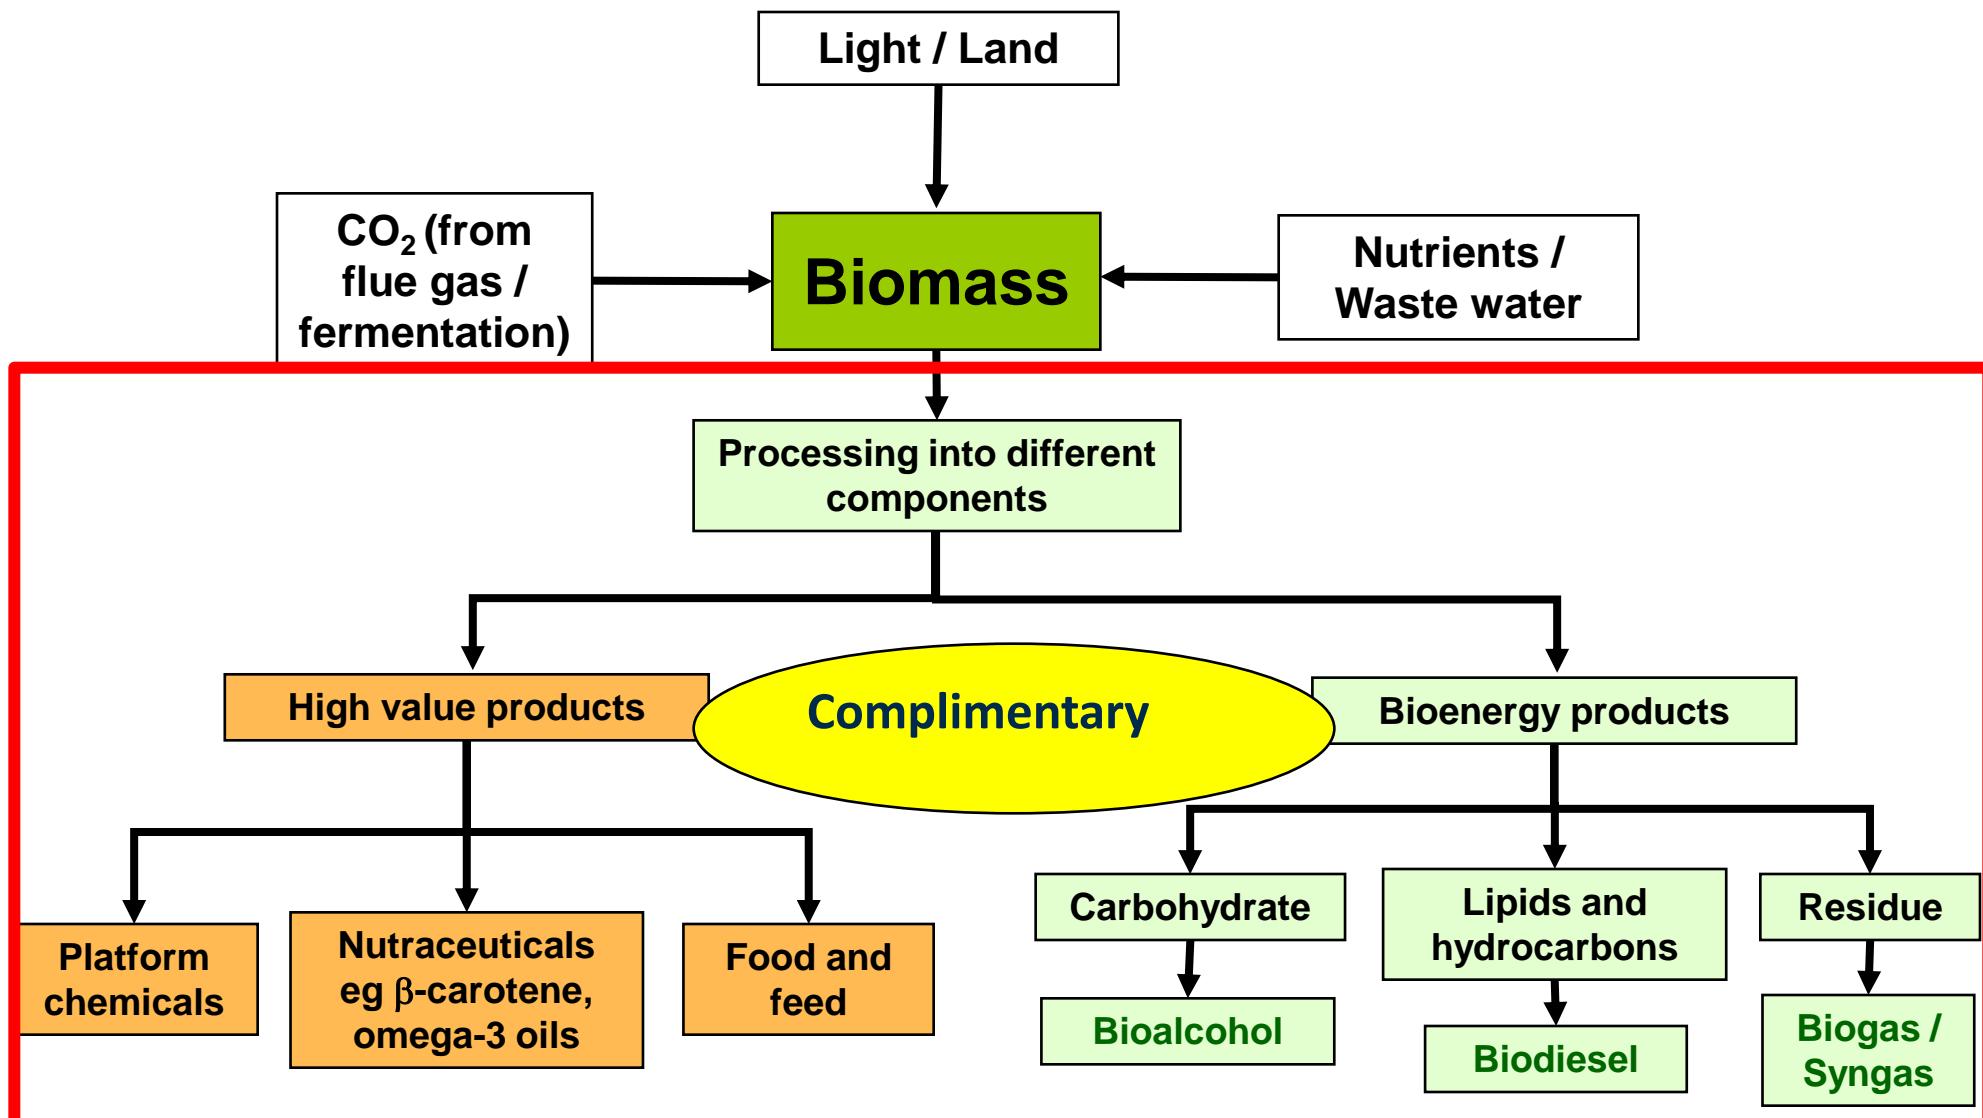 Light / Land
CO₂ (from
flue gas /
fermentation)
Biomass
Nutrients /
Waste water
Processing into different
components
High value products
Complimentary
Bioenergy products
Platform
chemicals
Nutraceuticals
eg β-carotene,
omega-3 oils
Food and
feed
Carbohydrate
Lipids and
hydrocarbons
Residue
Bioalcohol
Biodiesel
Biogas /
Syngas